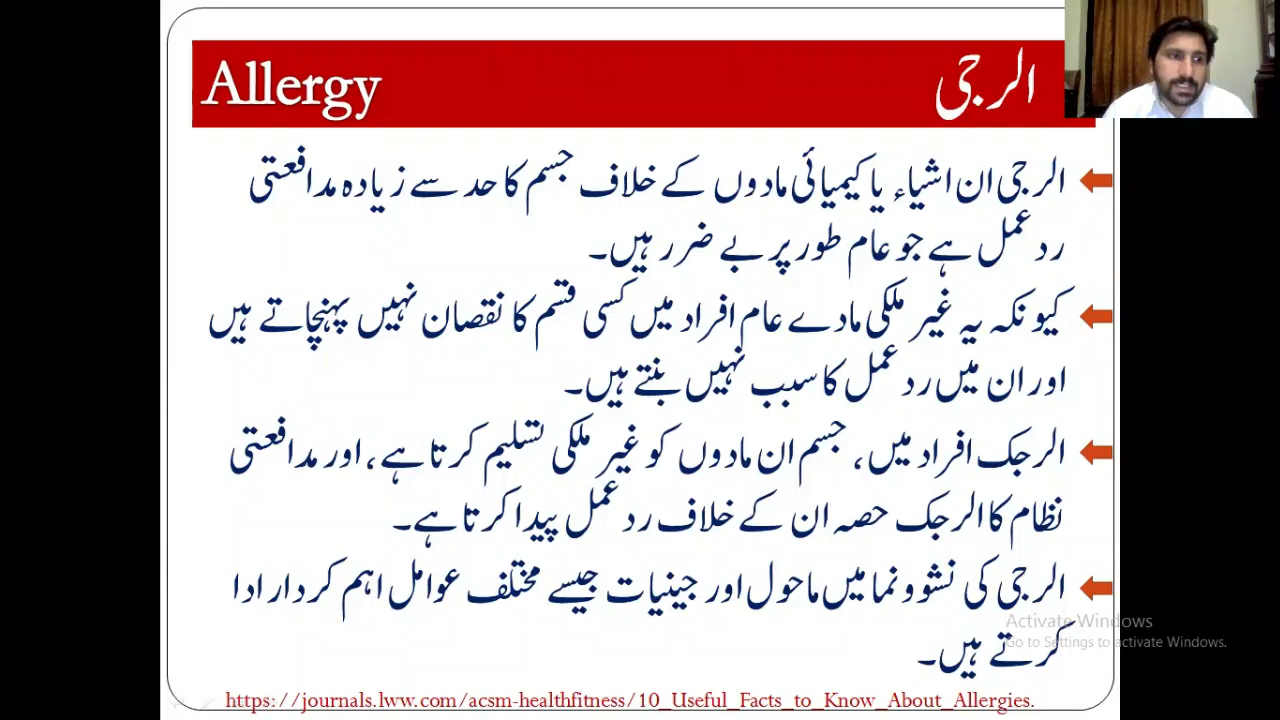 Allergy
الرجی
الرجی ان اشیاء یا کیمیائی مادوں کے خلاف جسم کا حد سے زیادہ مدافعتی
رد عمل ہے جو عام طور پر بے ضرر ہیں۔
کیونکہ یہ غیر ملکی مادے عام افراد میں کسی قسم کا نقصان نہیں پہنچاتے ہیں
اور ان میں رد عمل کا سبب نہیں بنتے ہیں۔
الرجک افراد میں، جسم ان مادوں کو غیر ملکی تسلیم کرتا ہے، اور مدافعتی
نظام کا الرجک حصہ ان کے خلاف رد عمل پیدا کرتا ہے۔
الرجی کی نشوونما میں ماحول اور جینیات جیسے مختلف عوامل اہم کردار ادا
کرتے ہیں۔
Activate Windows
Go to Settings to activate Windows.
https://journals.lww.com/acsm-healthfitness/10_Useful_Facts_to_Know_About_Allergies.